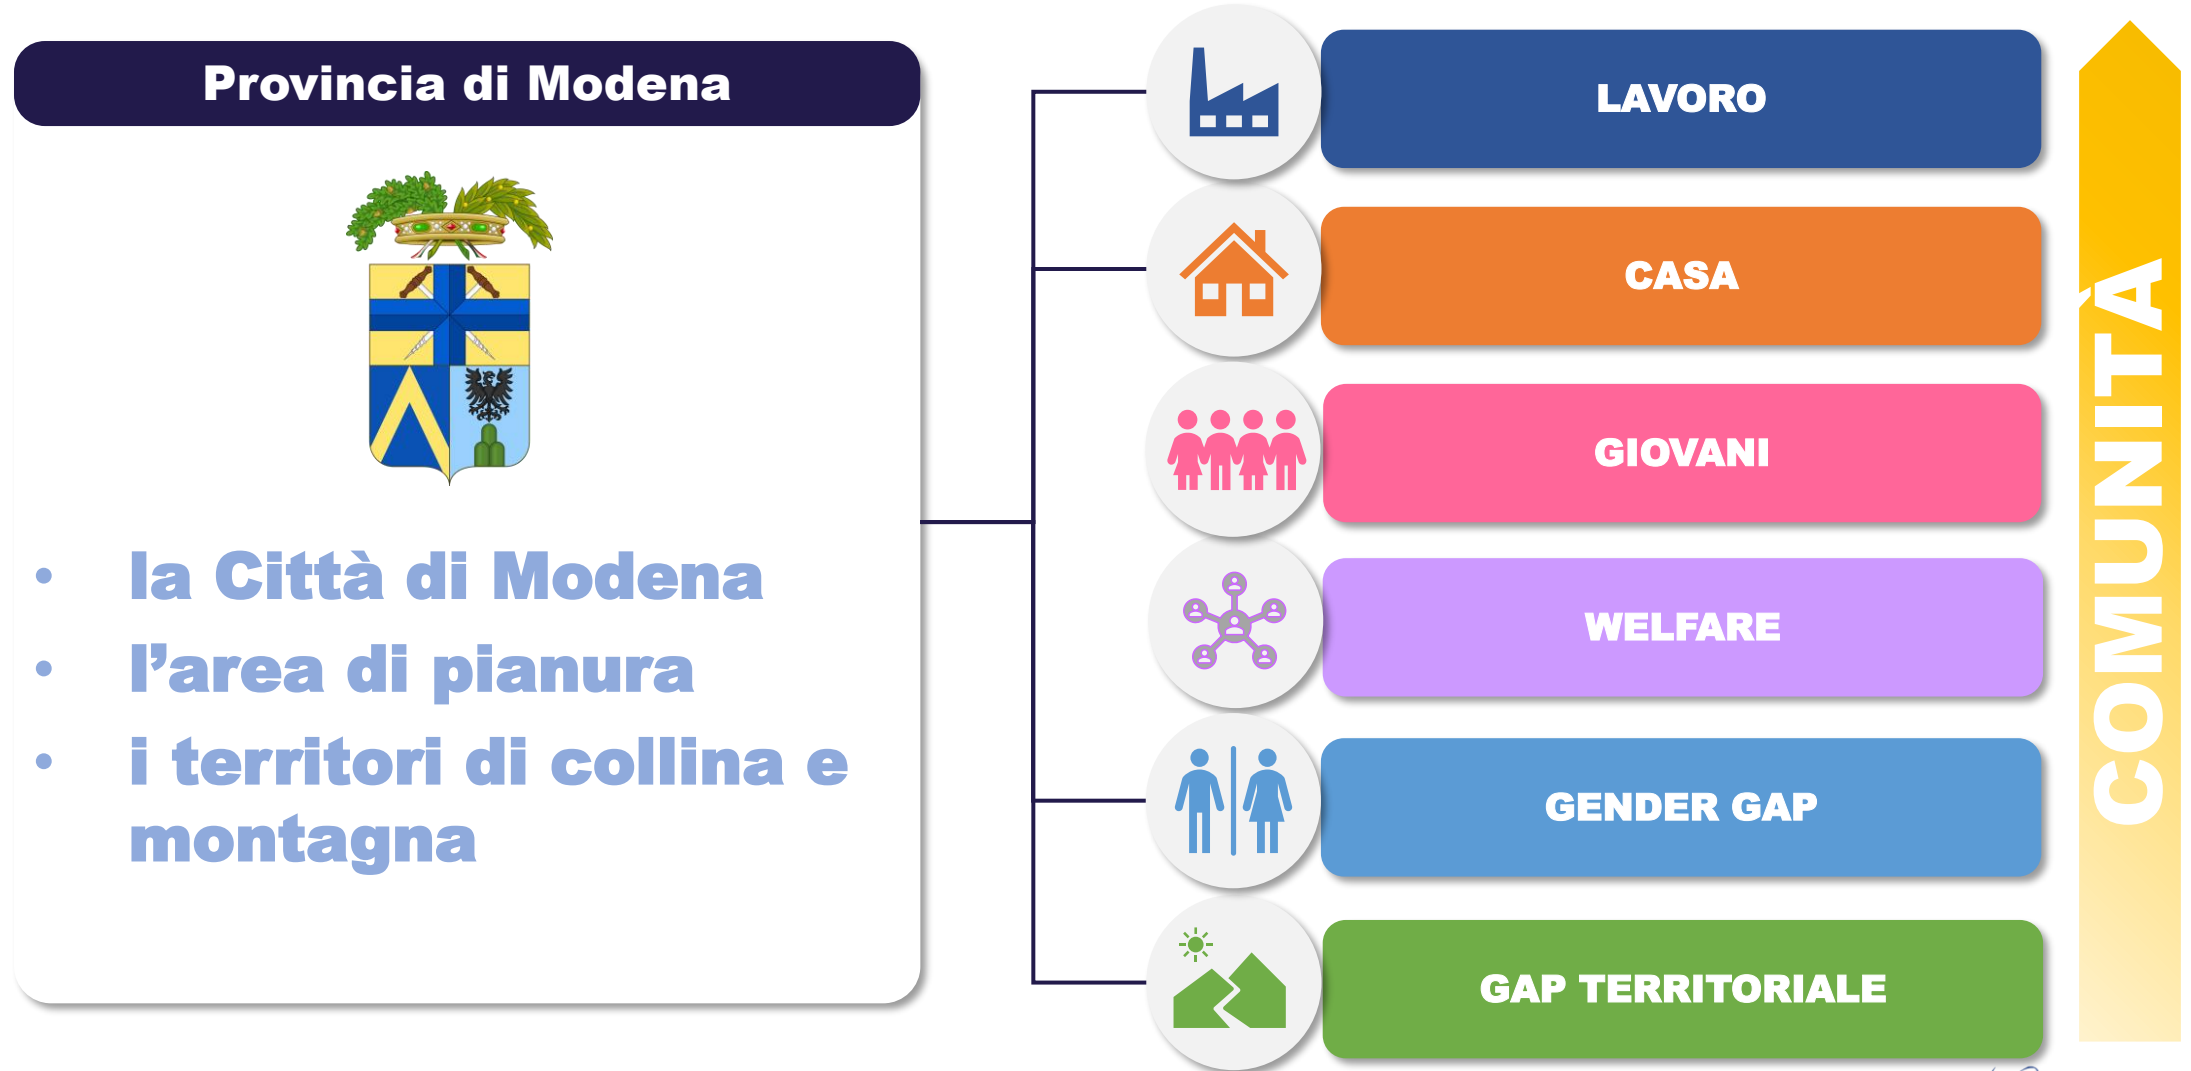 Provincia di Modena
• la Città di Modena
• l’area di pianura
• i territori di collina e
montagna
LAVORO
CASA
GIOVANI
WELFARE
GENDER GAP
GAP TERRITORIALE
COMUNITÀ